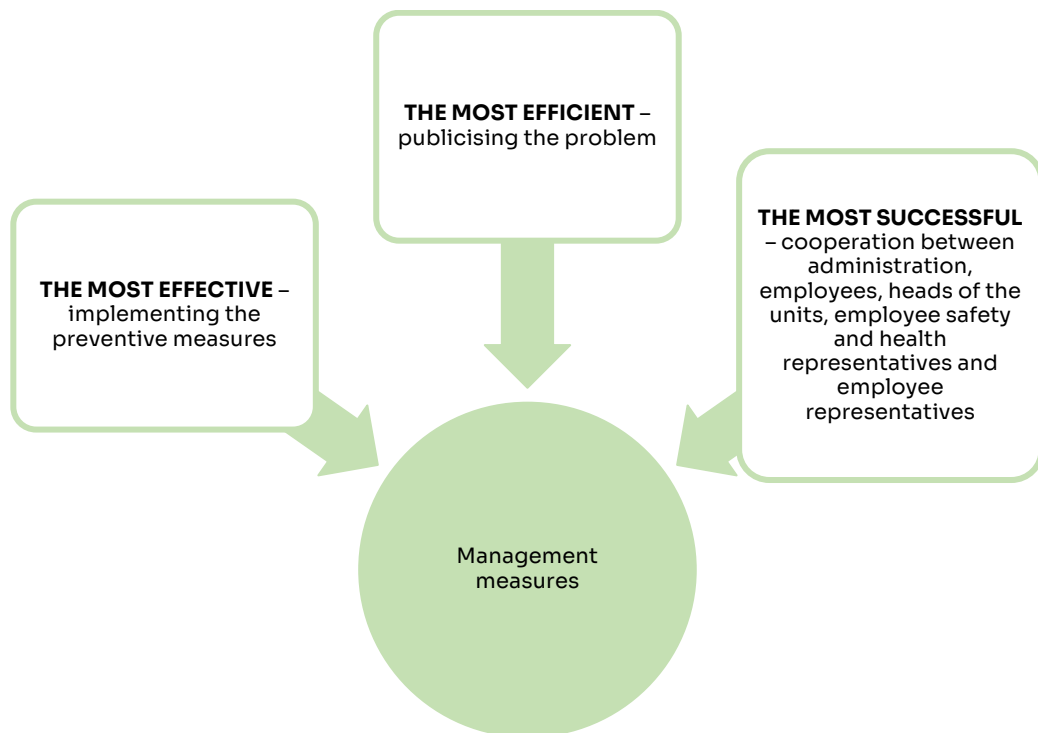 THE MOST EFFECTIVE –
implementing the
preventive measures
THE MOST EFFICIENT –
publicising the problem
THE MOST SUCCESSFUL
– cooperation between
administration,
employees, heads of the
units, employee safety
and health
representatives and
employee
representatives
Management
measures